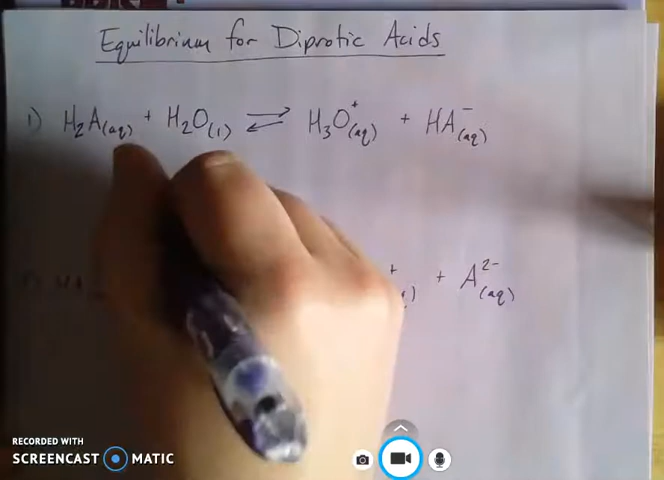 Equilibrium for Diprotic Acids
1) H₂A(aq) + H₂O(l) ⇌ H₃O⁺(aq) + HA⁻(aq)
+ + A²⁻(aq)
RECORDED WITH
SCREENCAST MATIC